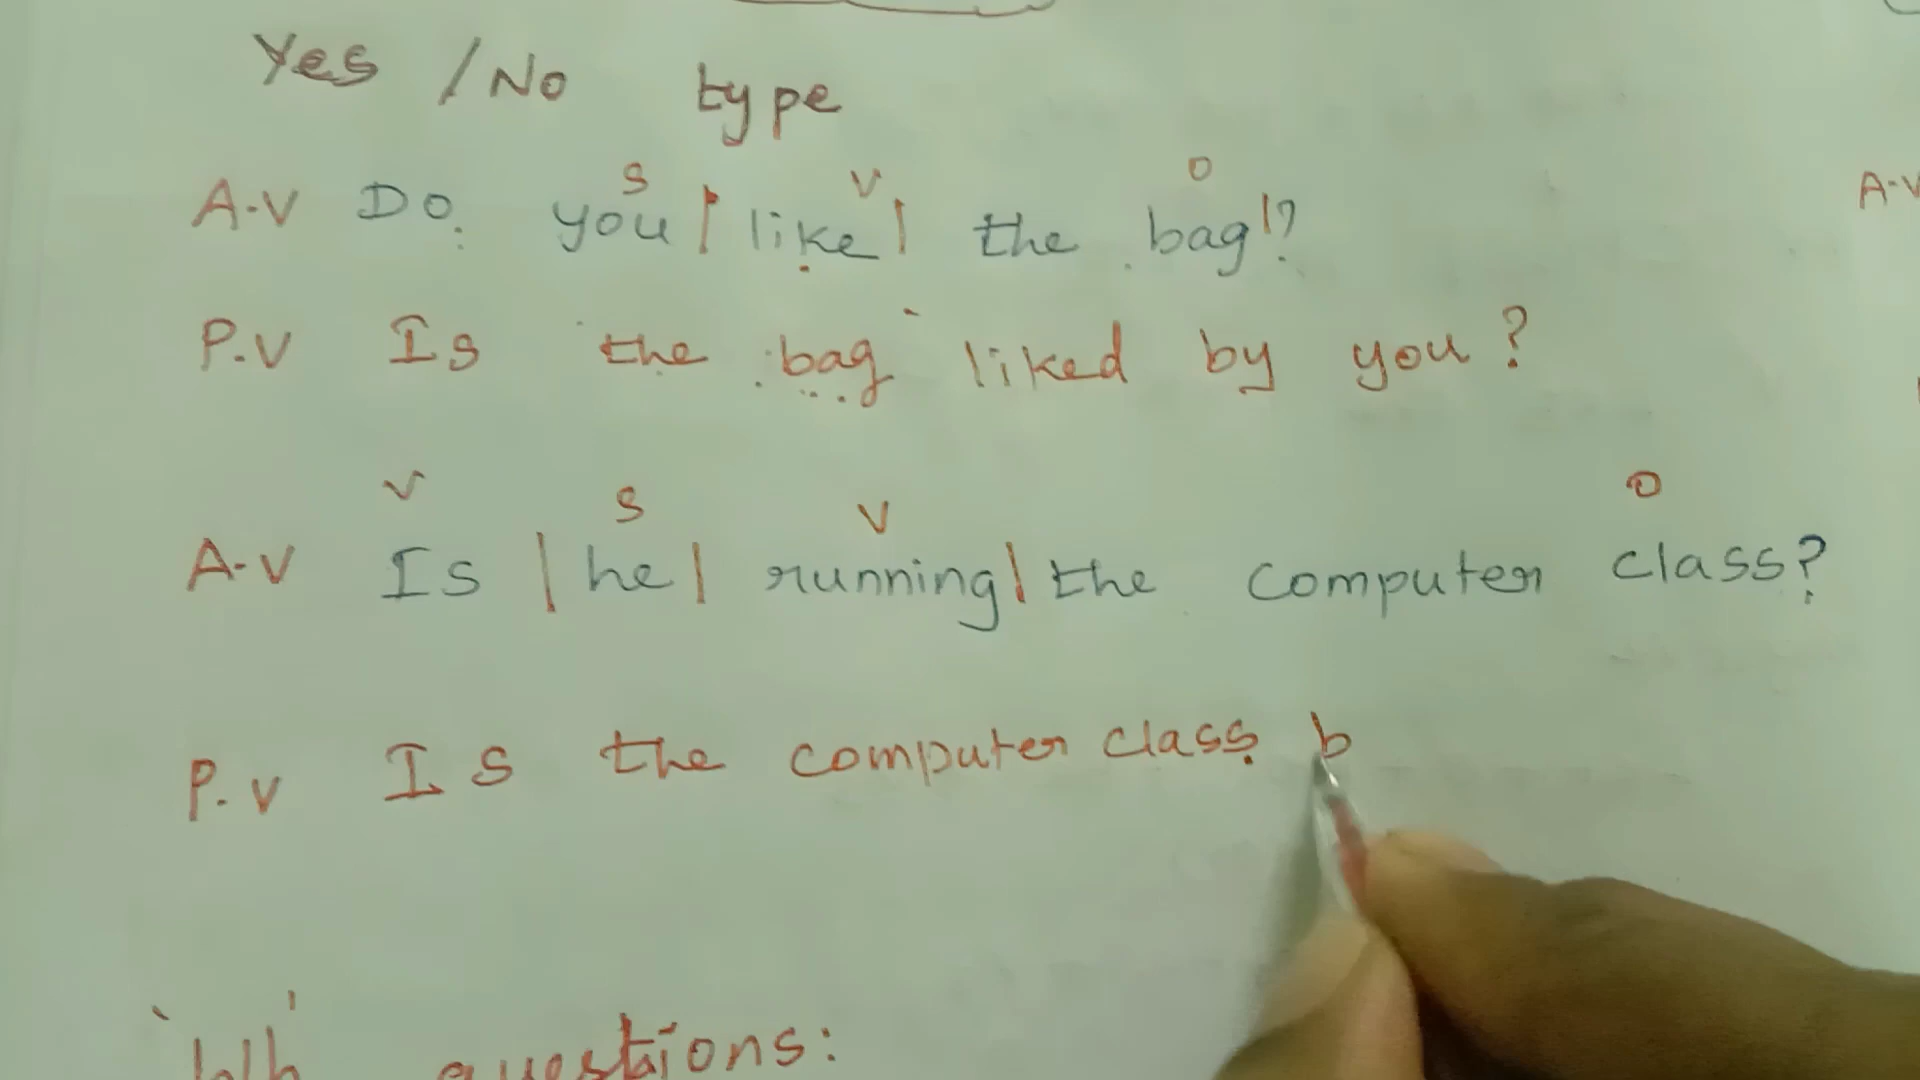 Yes / No type
S V O
A.V Do you | like | the bag |?
P.V Is the bag liked by you ?
V S V O
A-V Is | he | running | the computer class?
P.V Is the computer class b
'Wh' questions:
A-V